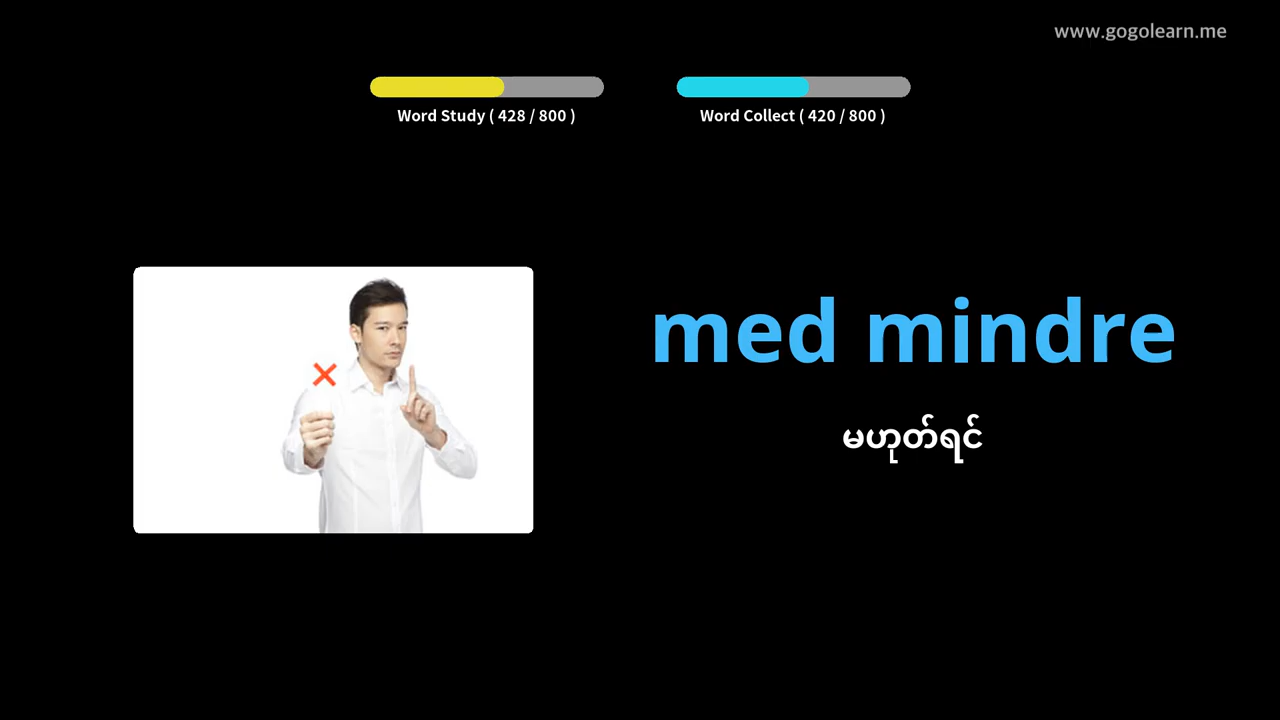 www.gogolearn.me
Word Study ( 428 / 800 )
Word Collect ( 420 / 800 )
med mindre
မဟုတ်ရင်